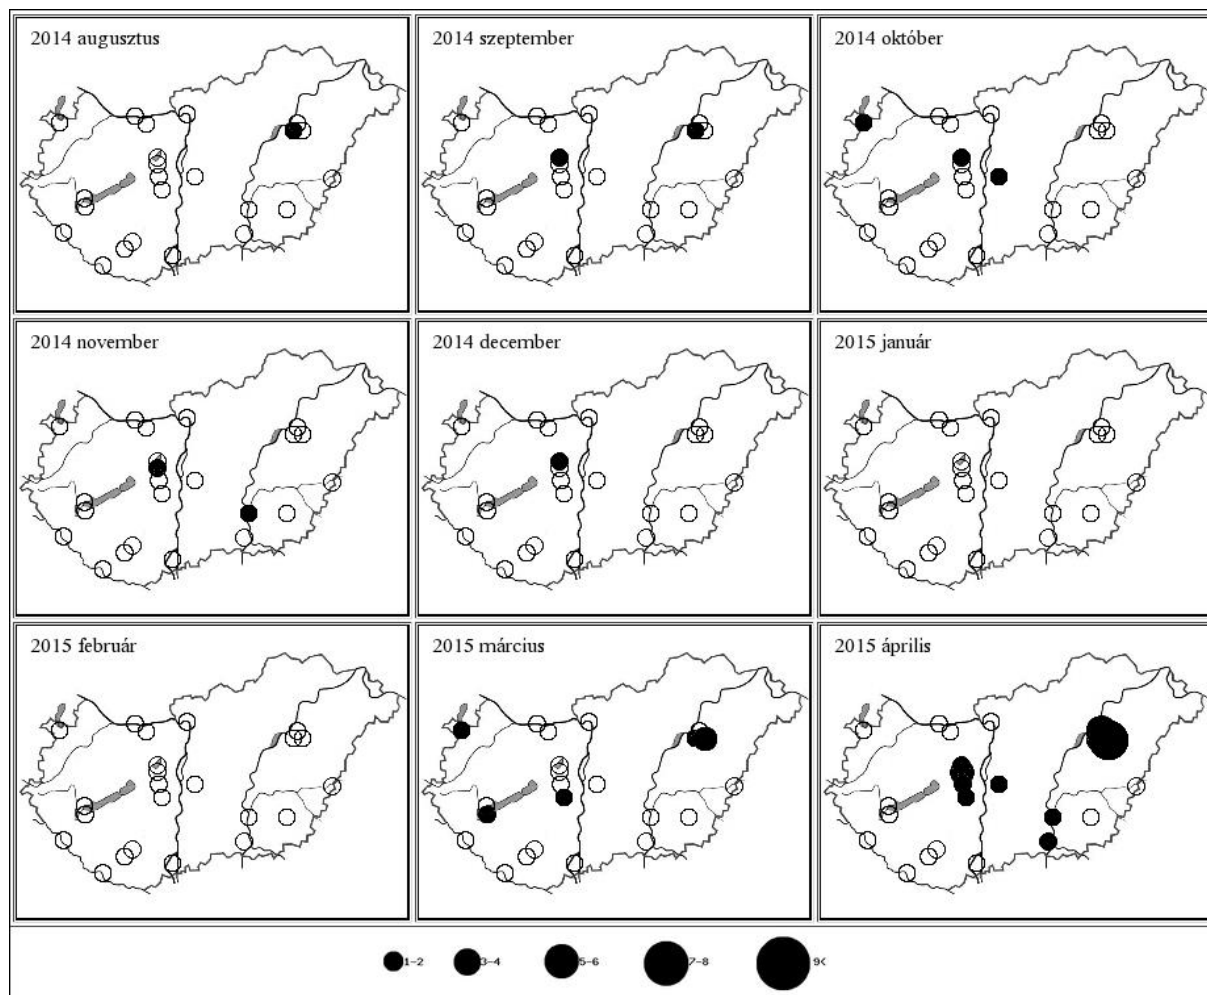 2014 augusztus
2014 szeptember
2014 október
2014 november
2014 december
2015 január
2015 február
2015 március
2015 április
1-2
3-4
5-6
7-8
9<